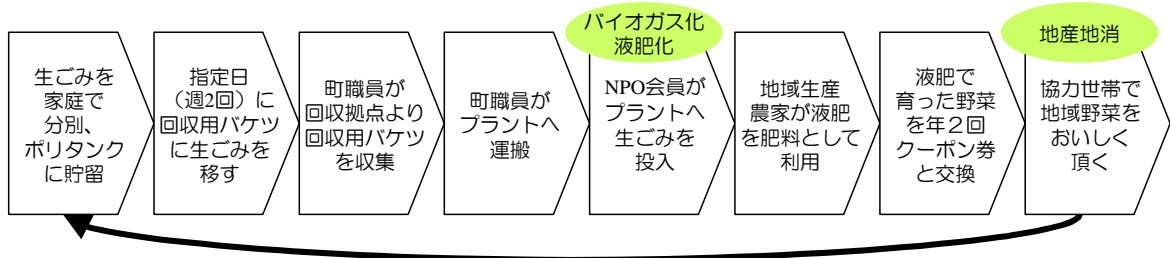 生ごみを
家庭で
分別、
ポリタンク
に貯留
指定日
（週2回）に
回収用バケツ
に生ごみを
移す
町職員が
回収拠点より
回収用バケツ
を収集
町職員が
プラントへ
運搬
バイオガス化
液肥化
NPO会員が
プラントへ
生ごみを
投入
地域生産
農家が液肥
を肥料として
利用
液肥で
育った野菜
を年２回
クーポン券
と交換
地産地消
協力世帯で
地域野菜を
おいしく
頂く